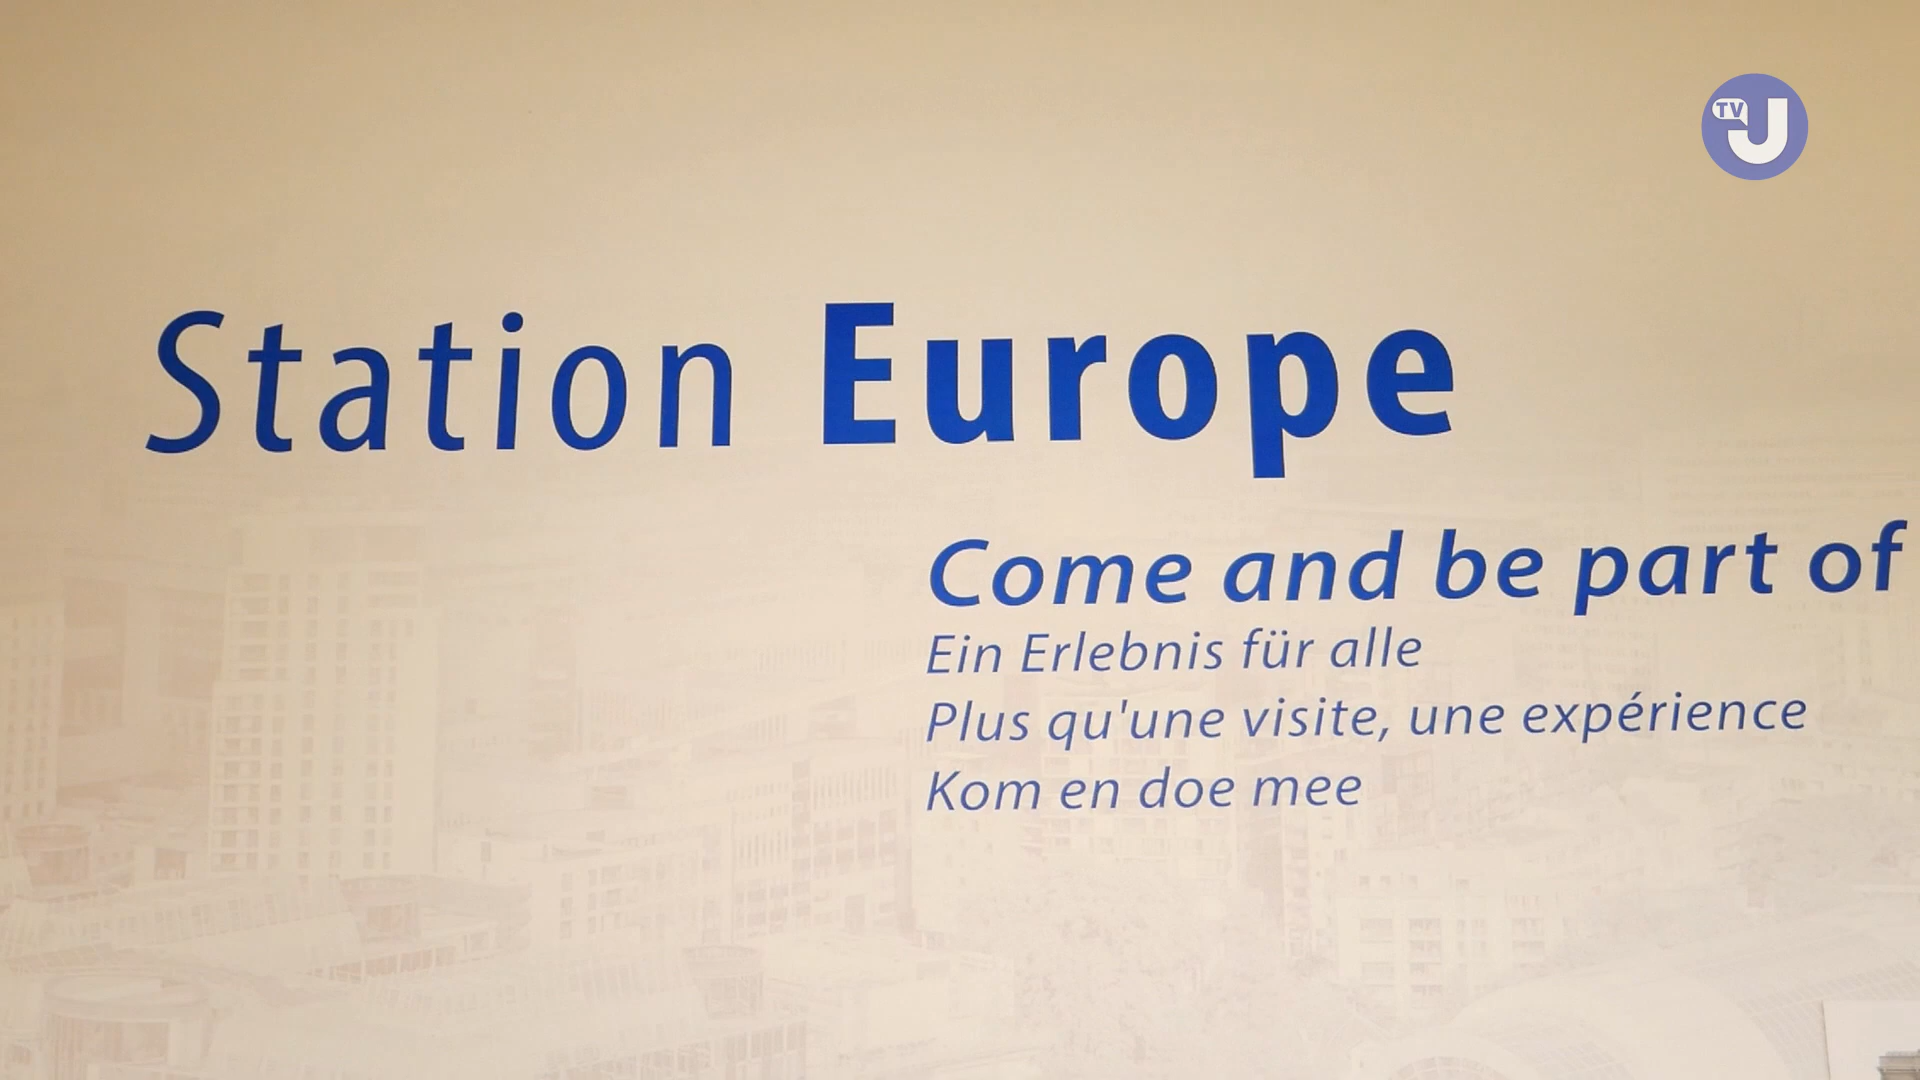 TV J
Station Europe
Come and be part of
Ein Erlebnis für alle
Plus qu'une visite, une expérience
Kom en doe mee